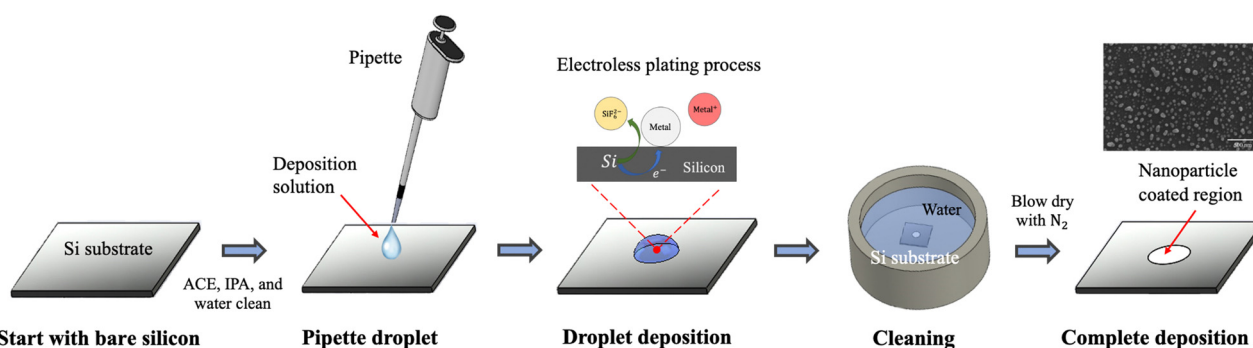 Start with bare silicon
Si substrate
ACE, IPA, and
water clean
Pipette
Deposition
solution
Pipette droplet
Electroless plating process
SiF₆²⁻
Metal
Metal⁺
Si
e⁻
Silicon
Droplet deposition
Water
Si substrate
Cleaning
Blow dry
with N₂
Nanoparticle
coated region
Complete deposition